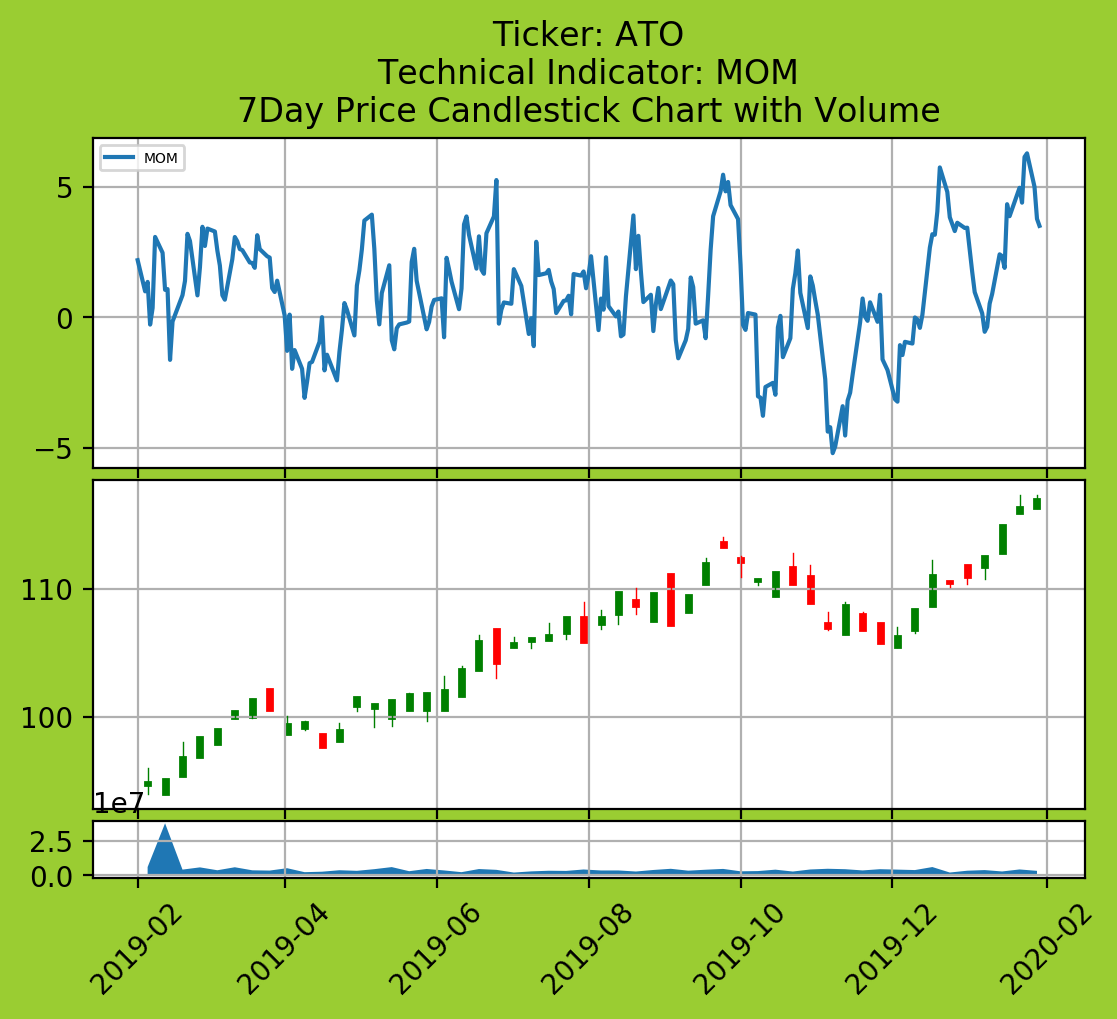 Ticker: ATO
Technical Indicator: MOM
7Day Price Candlestick Chart with Volume
MOM
5
0
−5
110
100
1e7
2.5
0.0
2019-02
2019-04
2019-06
2019-08
2019-10
2019-12
2020-02